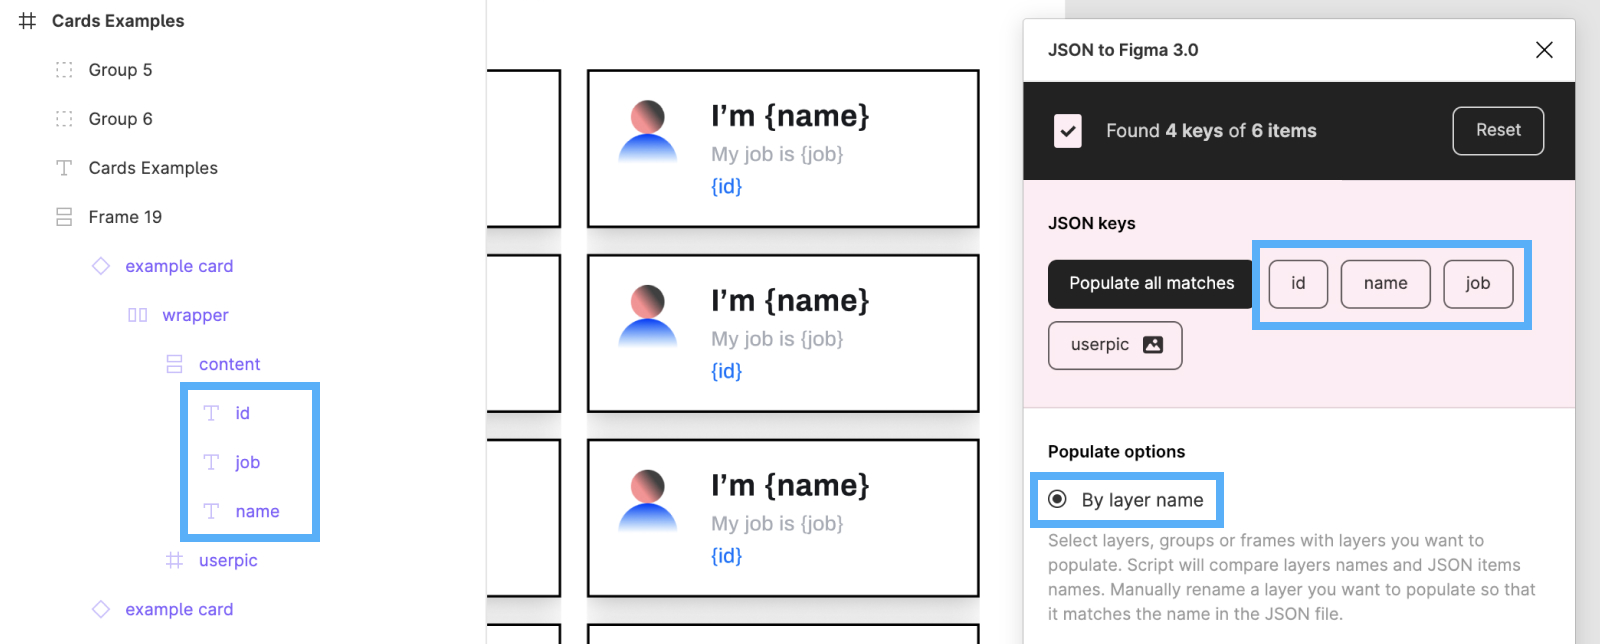 Cards Examples
Group 5
Group 6
Cards Examples
Frame 19
example card
wrapper
content
id
job
name
userpic
example card
I’m {name}
My job is {job}
{id}
I’m {name}
My job is {job}
{id}
I’m {name}
My job is {job}
{id}
JSON to Figma 3.0
Found 4 keys of 6 items
Reset
JSON keys
Populate all matches
id
name
job
userpic
Populate options
By layer name
Select layers, groups or frames with layers you want to
populate. Script will compare layers names and JSON items
names. Manually rename a layer you want to populate so that
it matches the name in the JSON file.